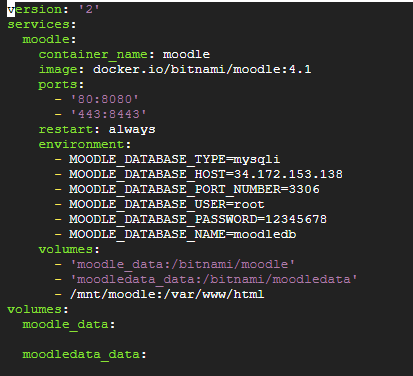 version: '2'
services:
  moodle:
    container_name: moodle
    image: docker.io/bitnami/moodle:4.1
    ports:
      - '80:8080'
      - '443:8443'
    restart: always
    environment:
      - MOODLE_DATABASE_TYPE=mysqli
      - MOODLE_DATABASE_HOST=34.172.153.138
      - MOODLE_DATABASE_PORT_NUMBER=3306
      - MOODLE_DATABASE_USER=root
      - MOODLE_DATABASE_PASSWORD=12345678
      - MOODLE_DATABASE_NAME=moodledb
    volumes:
      - 'moodle_data:/bitnami/moodle'
      - 'moodledata_data:/bitnami/moodledata'
      - /mnt/moodle:/var/www/html
volumes:
  moodle_data:
  moodledata_data: